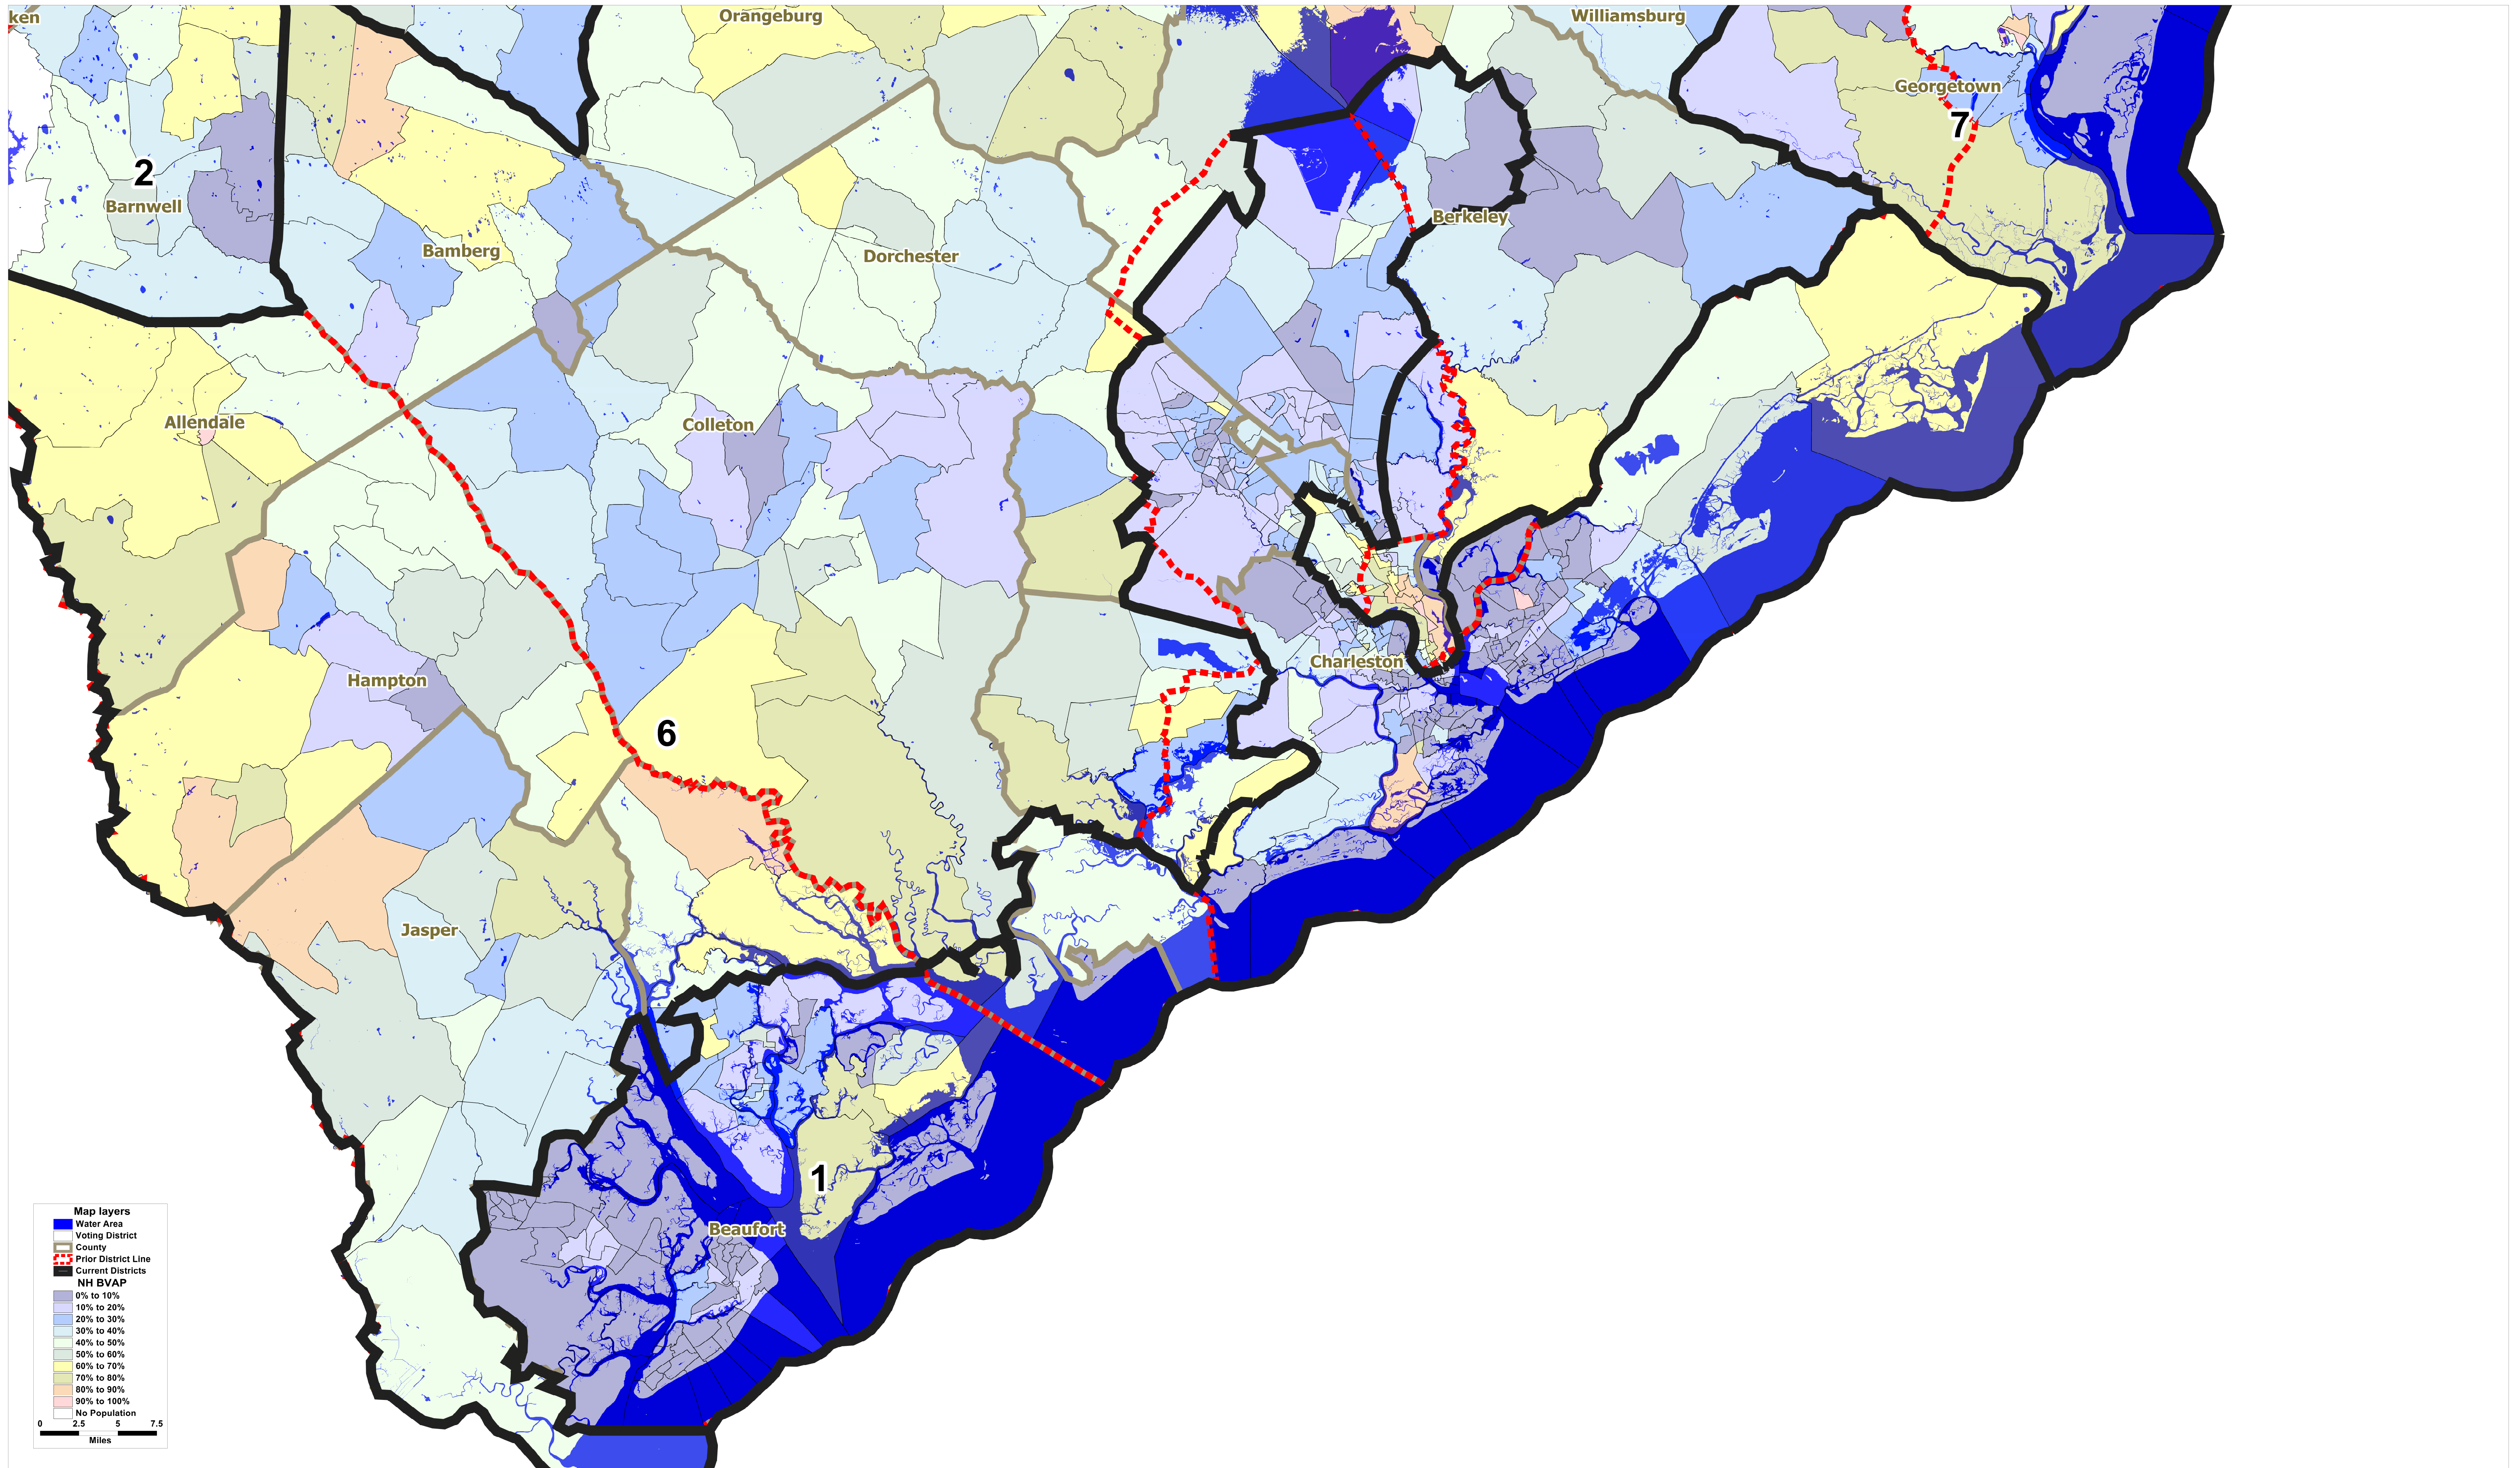 ken
Orangeburg
Williamsburg
Georgetown
7
2
Barnwell
Berkeley
Bamberg
Dorchester
Allendale
Colleton
Charleston
Hampton
6
Jasper
1
Beaufort
Map layers
Water Area
Voting District
County
Prior District Line
Current Districts
NH BVAP
0% to 10%
10% to 20%
20% to 30%
30% to 40%
40% to 50%
50% to 60%
60% to 70%
70% to 80%
80% to 90%
90% to 100%
No Population
0 2.5 5 7.5
Miles